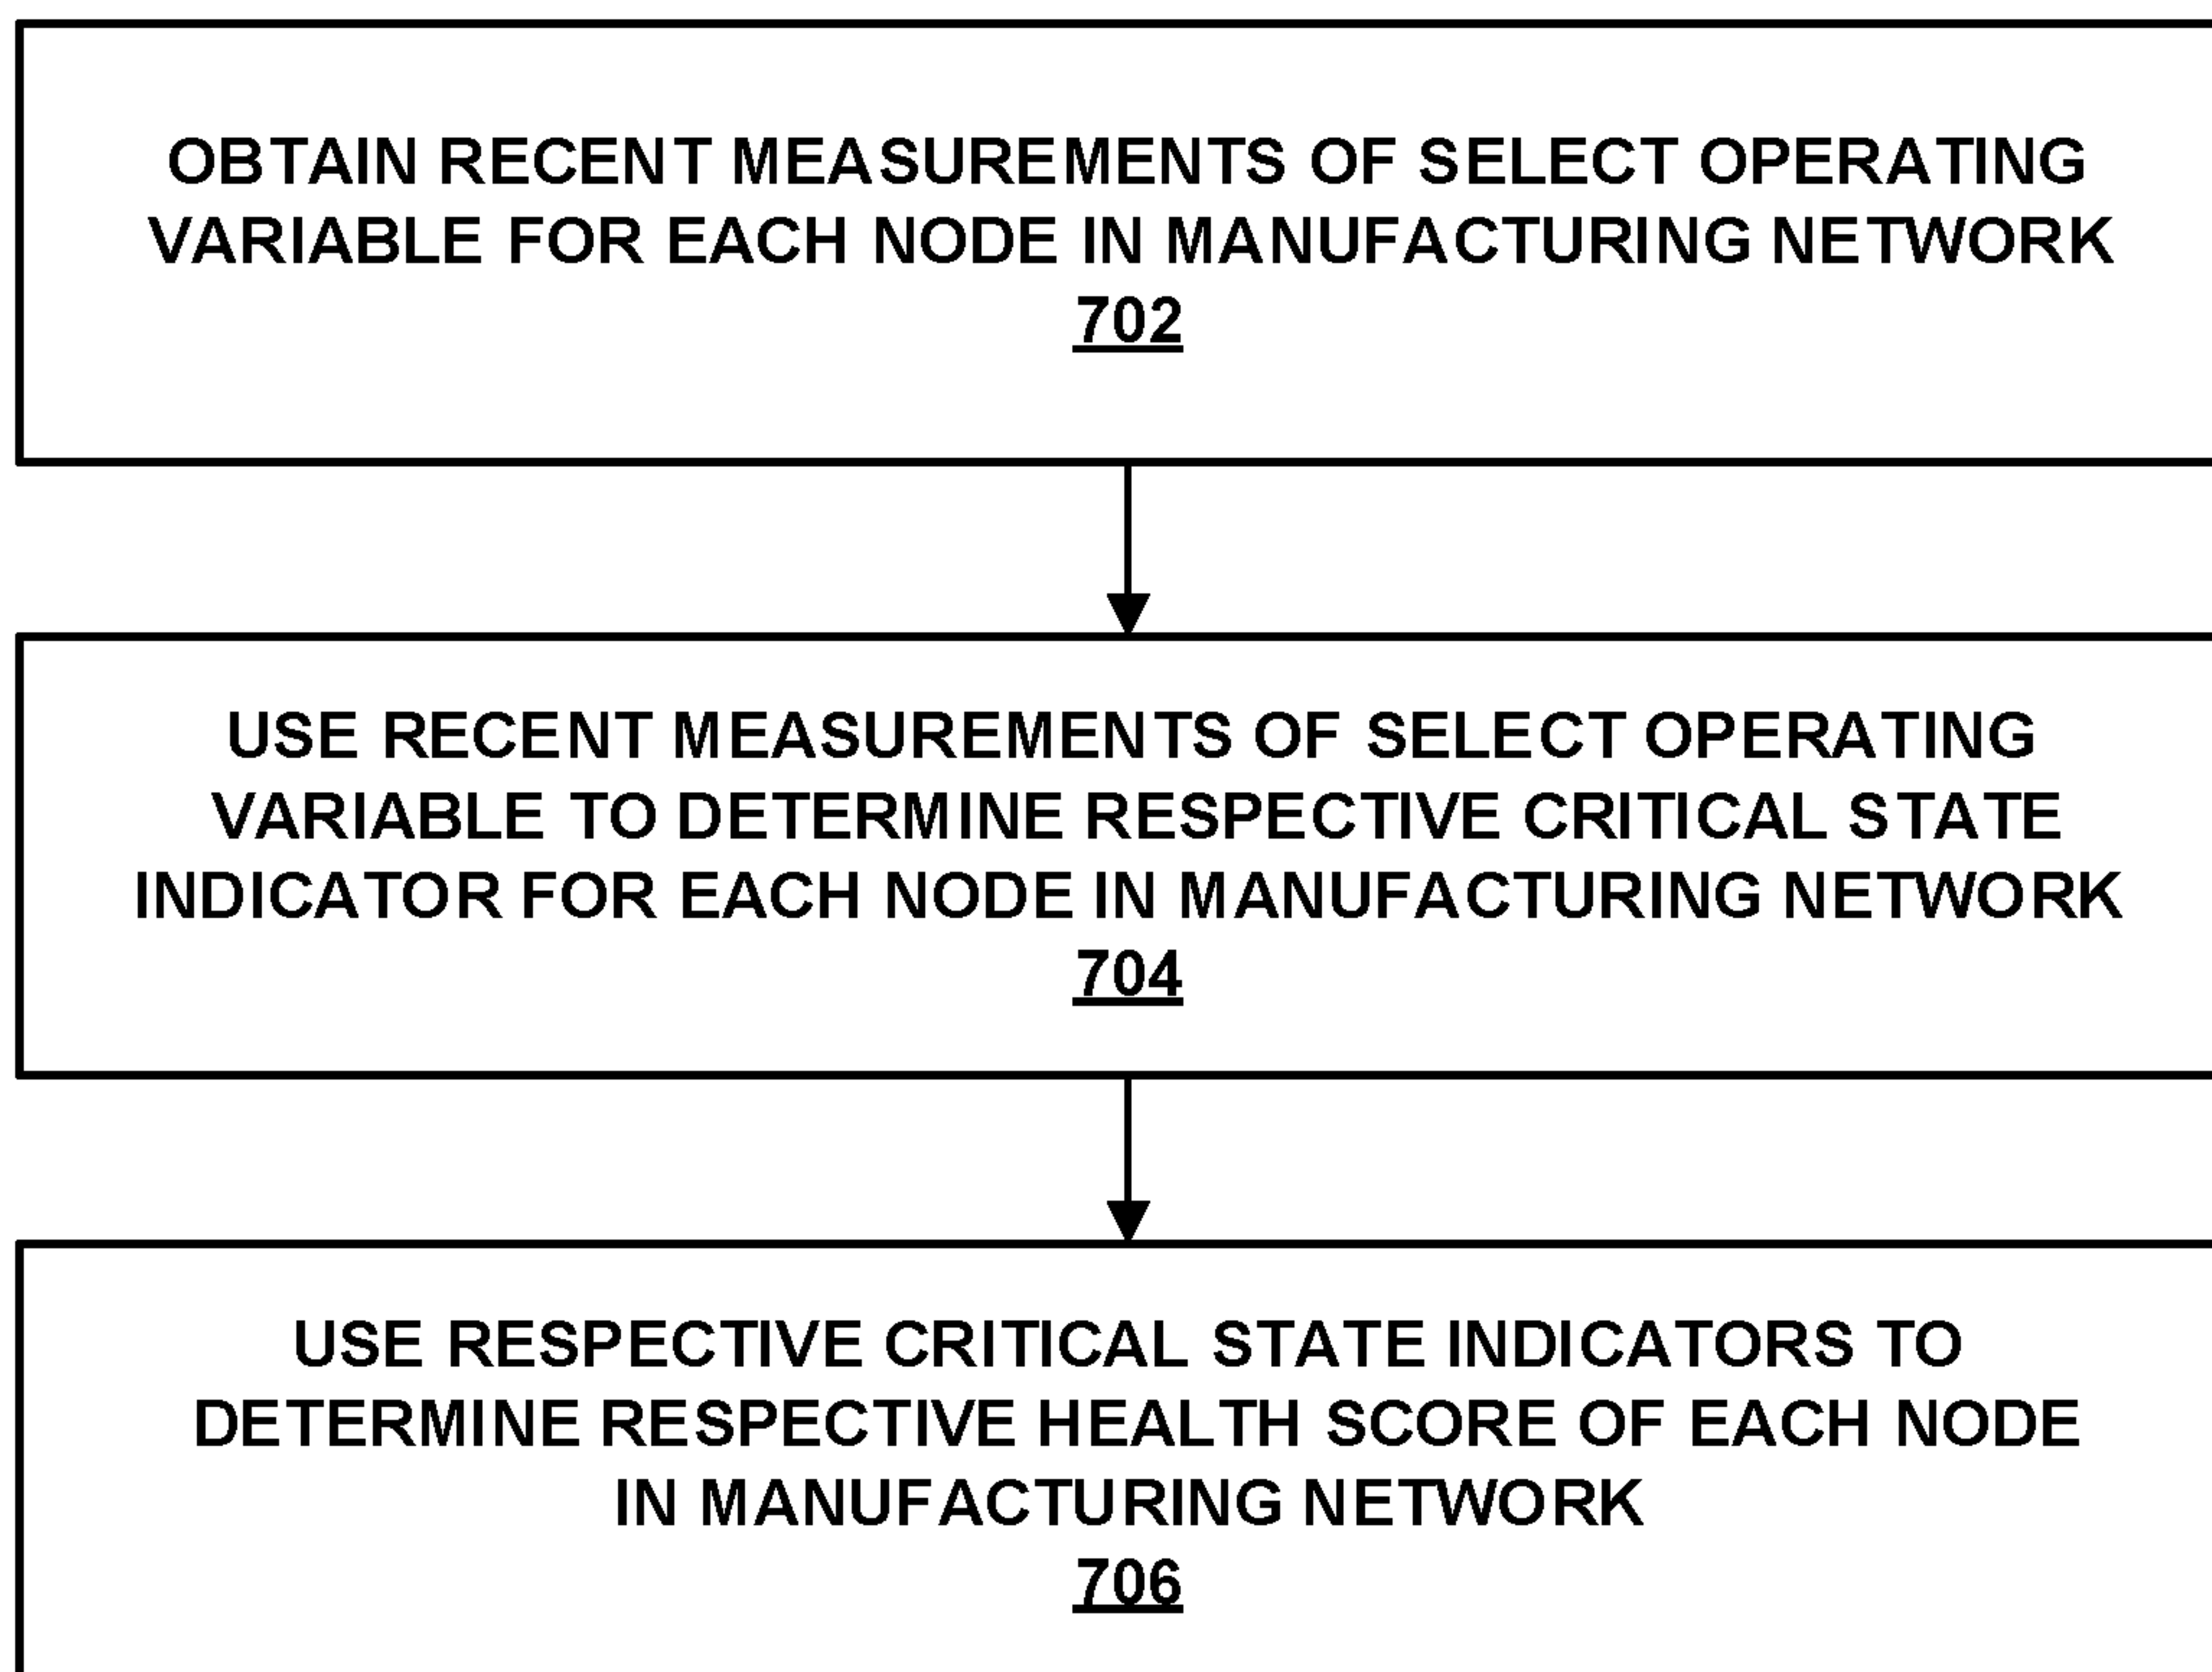 OBTAIN RECENT MEASUREMENTS OF SELECT OPERATING
VARIABLE FOR EACH NODE IN MANUFACTURING NETWORK
702
USE RECENT MEASUREMENTS OF SELECT OPERATING
VARIABLE TO DETERMINE RESPECTIVE CRITICAL STATE
INDICATOR FOR EACH NODE IN MANUFACTURING NETWORK
704
USE RESPECTIVE CRITICAL STATE INDICATORS TO
DETERMINE RESPECTIVE HEALTH SCORE OF EACH NODE
IN MANUFACTURING NETWORK
706